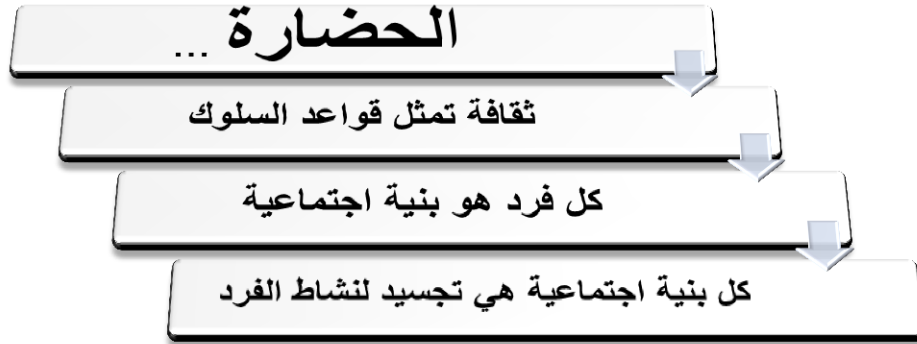 الحضارة ...
ثقافة تمثل قواعد السلوك
كل فرد هو بنية اجتماعية
كل بنية اجتماعية هي تجسيد لنشاط الفرد